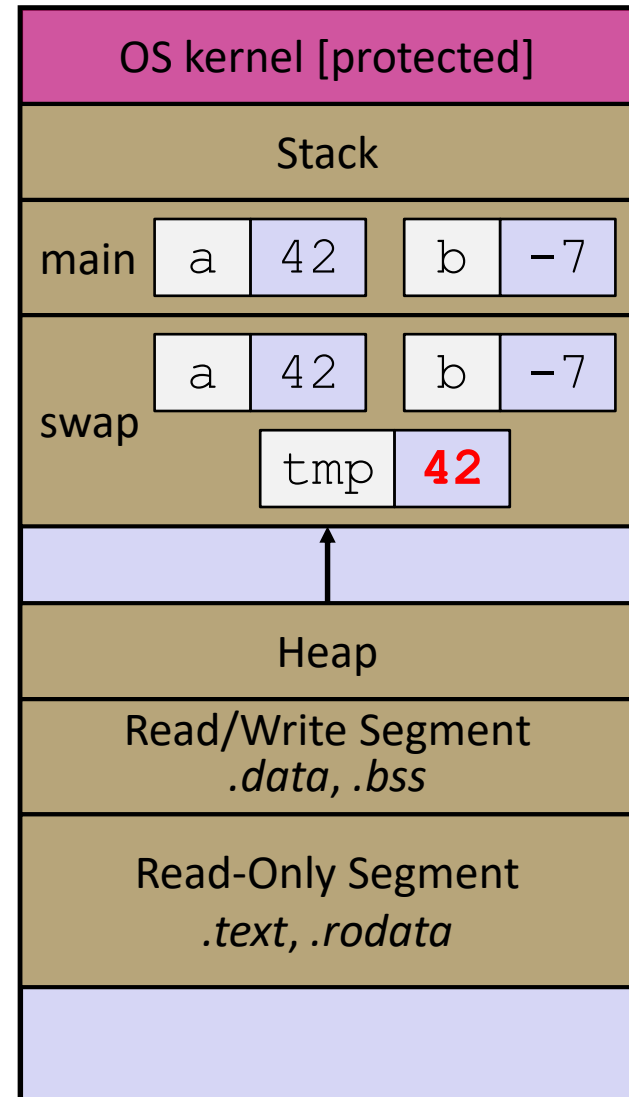 OS kernel [protected]
Stack
main a 42 b -7
a 42 b -7
swap
tmp 42
Heap
Read/Write Segment
.data, .bss
Read-Only Segment
.text, .rodata